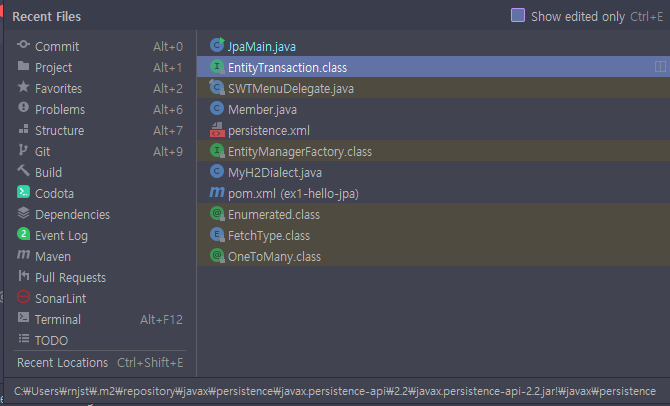 Recent Files
Show edited only Ctrl+E
Commit Alt+0
Project Alt+1
Favorites Alt+2
Problems Alt+6
Structure Alt+7
Git Alt+9
Build
Codota
Dependencies
2 Event Log
Maven
Pull Requests
SonarLint
Terminal Alt+F12
TODO
Recent Locations Ctrl+Shift+E
C JpaMain.java
I EntityTransaction.class
C SWTMenuDelegate.java
C Member.java
persistence.xml
I EntityManagerFactory.class
C MyH2Dialect.java
m pom.xml (ex1-hello-jpa)
@ Enumerated.class
E FetchType.class
@ OneToMany.class
C:₩Users₩rnjst₩.m2₩repository₩javax₩persistence₩javax.persistence-api₩2.2₩javax.persistence-api-2.2.jar!₩javax₩persistence